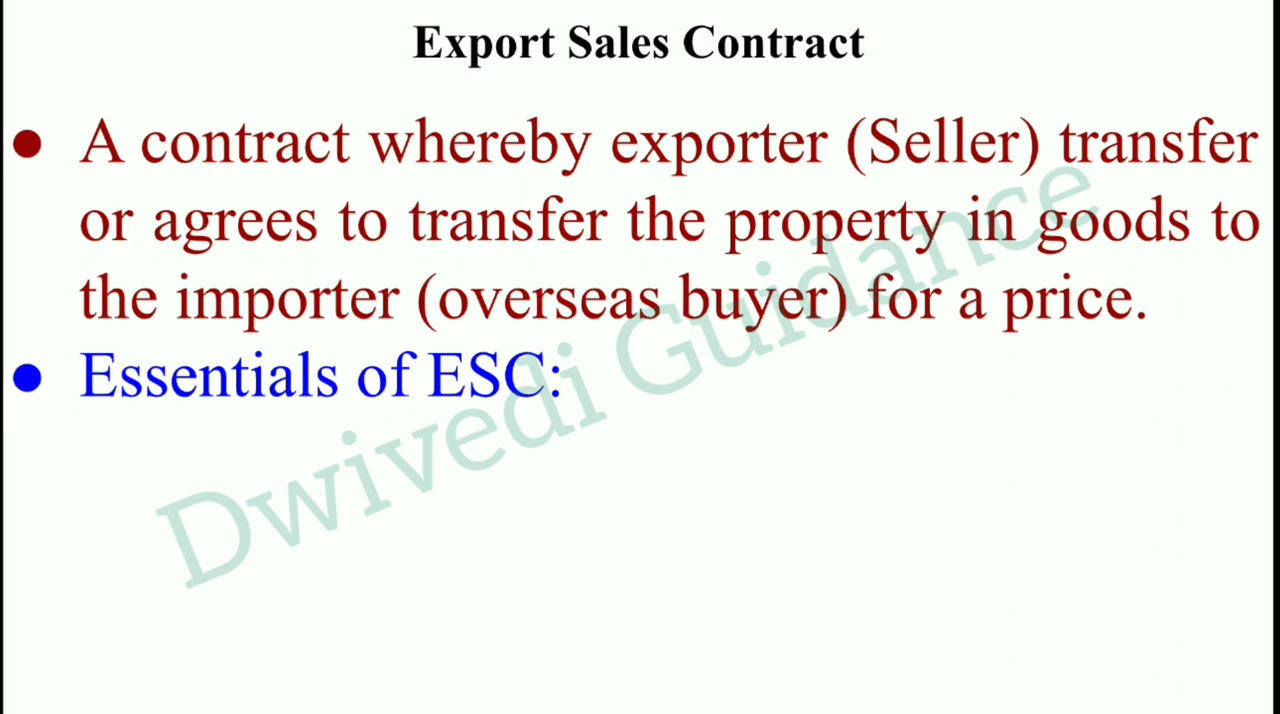 Export Sales Contract
● A contract whereby exporter (Seller) transfer
or agrees to transfer the property in goods to
the importer (overseas buyer) for a price.
● Essentials of ESC:
Dwivedi Guidance